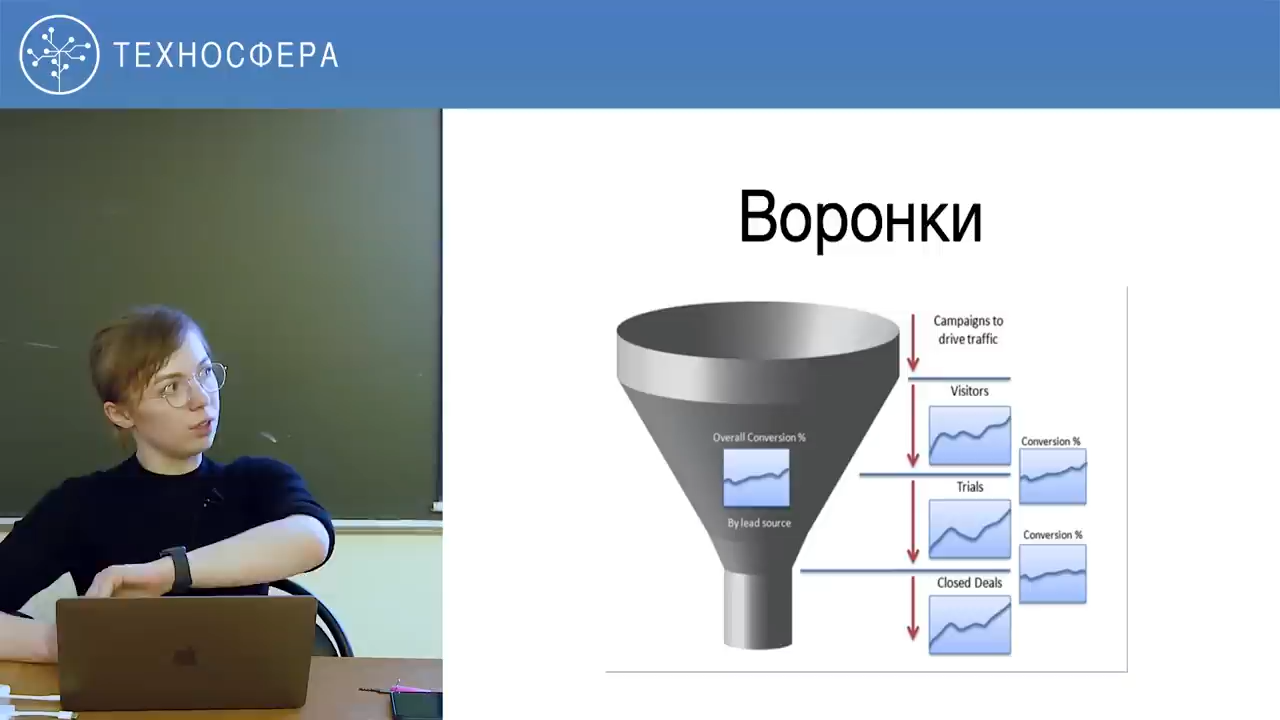 ТЕХНОСФЕРА
Воронки
Campaigns to
drive traffic
Visitors
Overall Conversion %
Conversion %
Trials
By lead source
Conversion %
Closed Deals